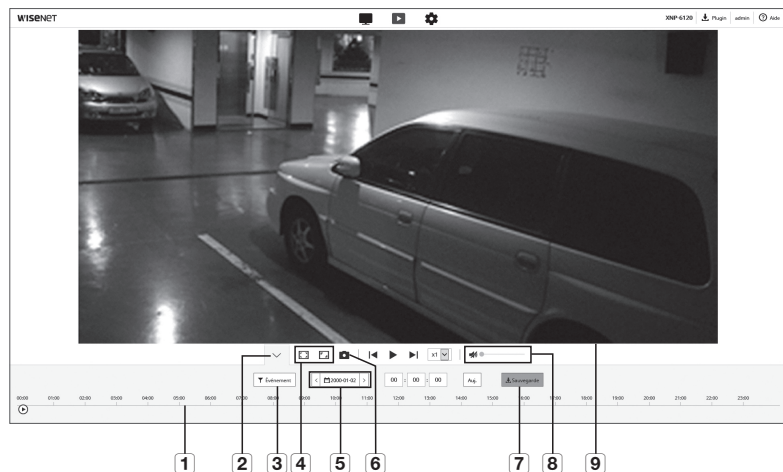 WISENET
XNP-6120 Plugin admin Aide
x1
Événement 2000-01-02 00 : 00 : 00 Auj. Sauvegarde
00:00 01:00 02:00 03:00 04:00 05:00 06:00 07:00 08:00 09:00 10:00 11:00 12:00 13:00 14:00 15:00 16:00 17:00 18:00 19:00 20:00 21:00 22:00 23:00
1 2 3 4 5 6 7 8 9